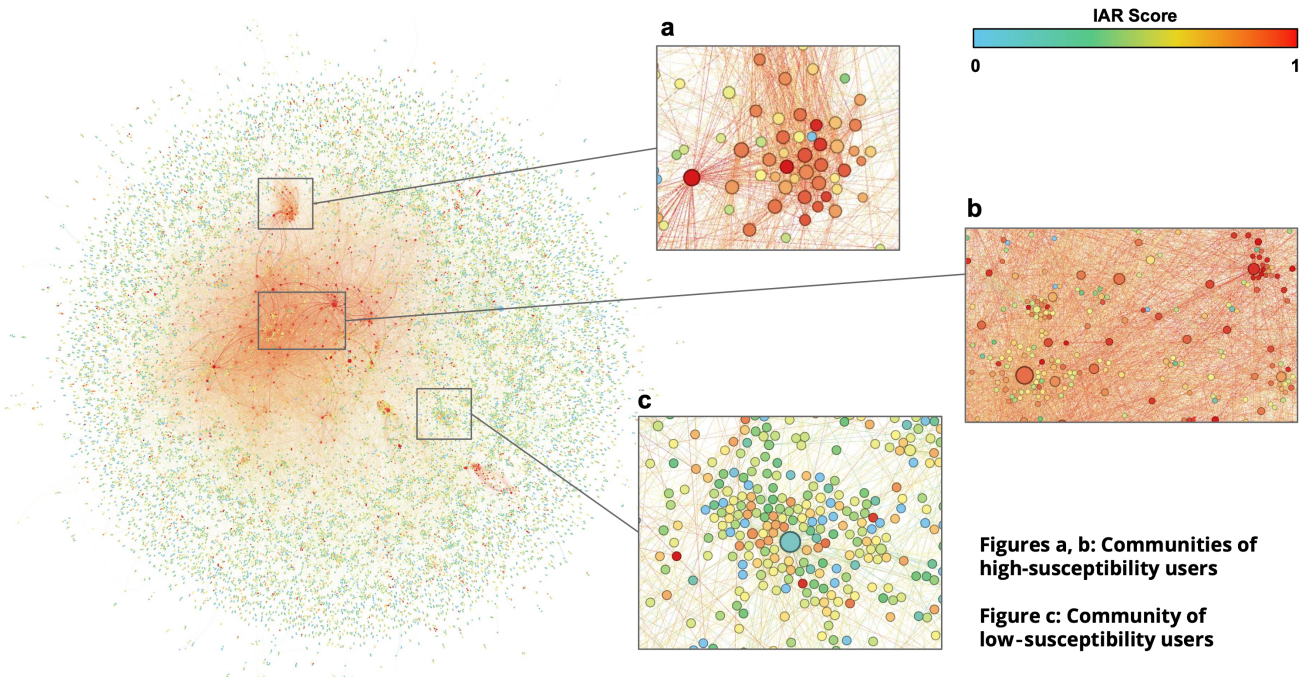 a
IAR Score
0 1
b
c
Figures a, b: Communities of
high-susceptibility users
Figure c: Community of
low-susceptibility users